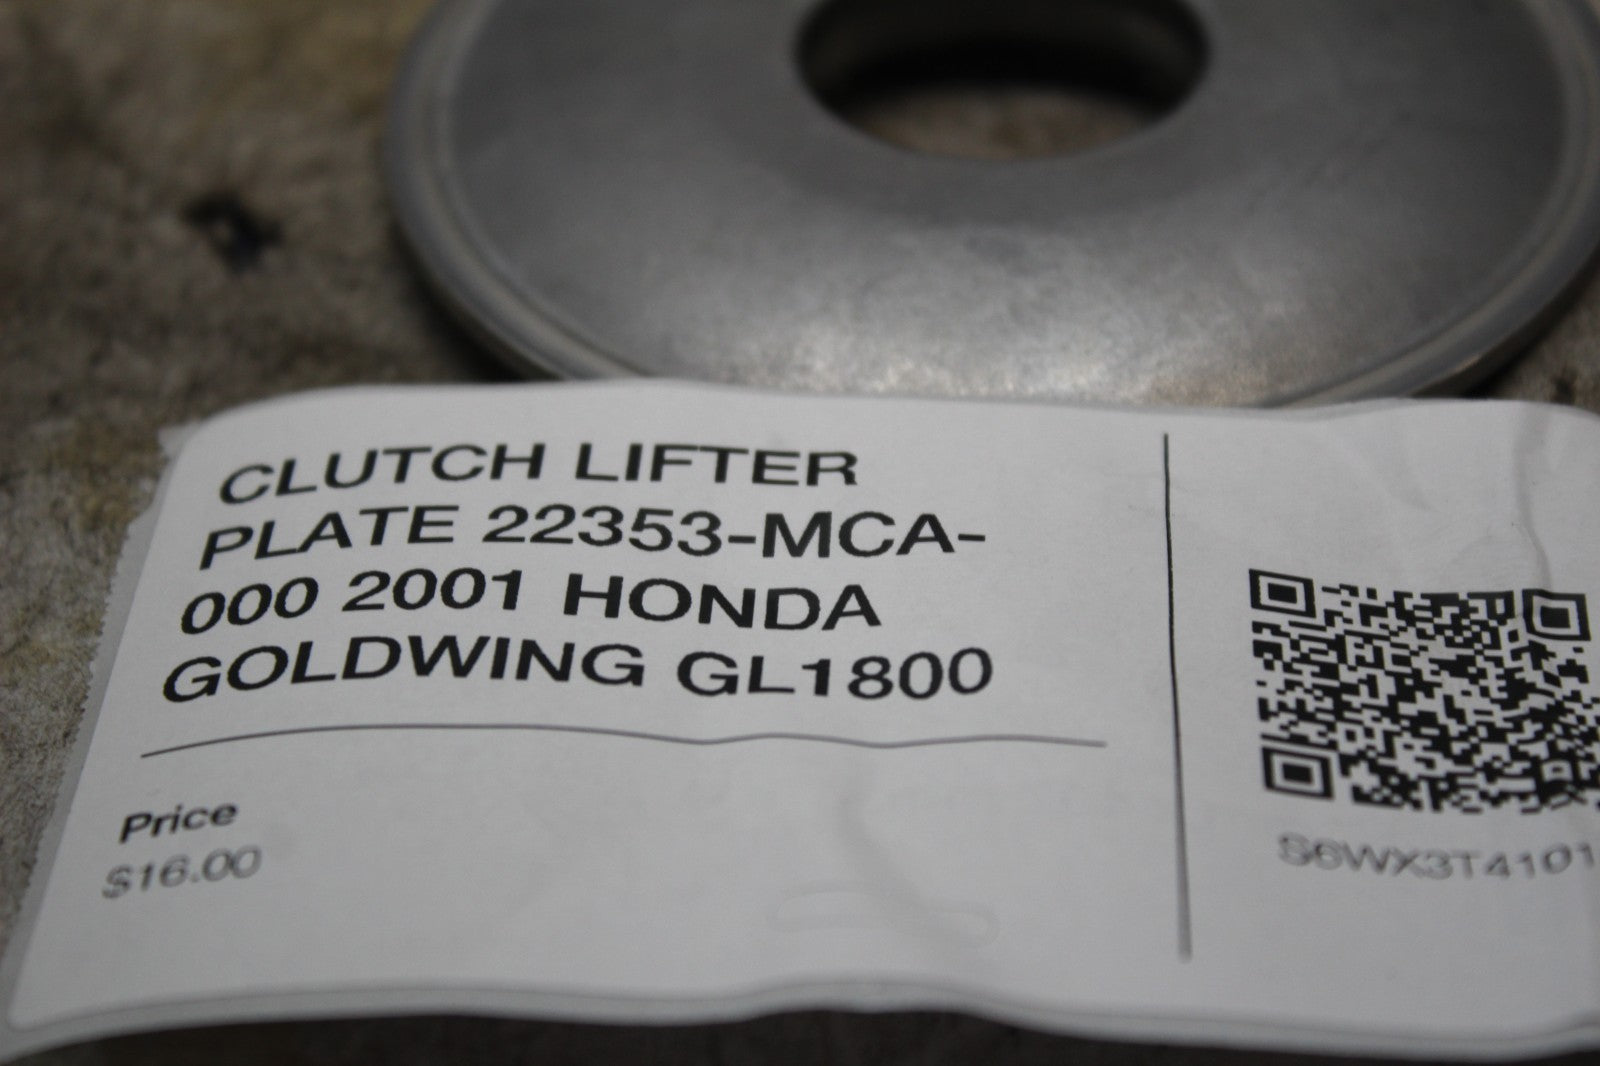 CLUTCH LIFTER
PLATE 22353-MCA-
000 2001 HONDA
GOLDWING GL1800
Price
$16.00
S6WX3T4101